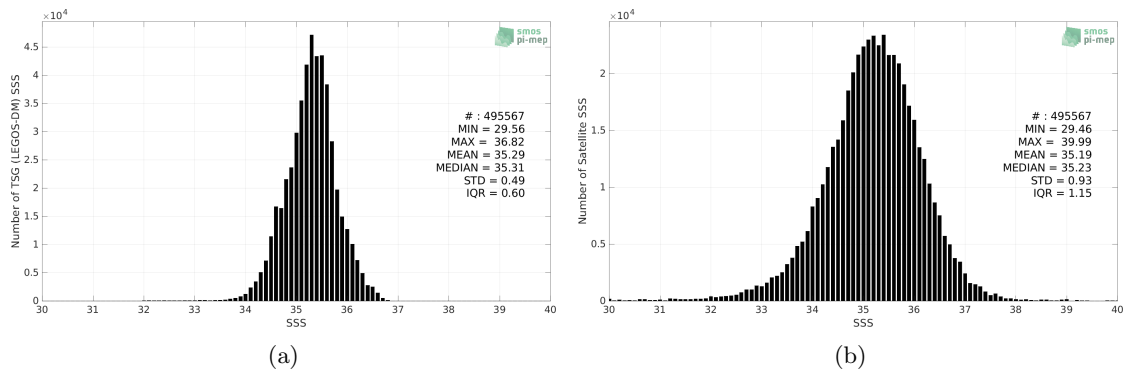 ×10⁴
smos
pi-mep
4.5
4
3.5
3
2.5
2
1.5
1
0.5
0
Number of TSG (LEGOS-DM) SSS
# : 495567
MIN = 29.56
MAX = 36.82
MEAN = 35.29
MEDIAN = 35.31
STD = 0.49
IQR = 0.60
30 31 32 33 34 35 36 37 38 39 40
SSS
(a)
×10⁴
smos
pi-mep
2
1.5
1
0.5
0
Number of Satellite SSS
# : 495567
MIN = 29.46
MAX = 39.99
MEAN = 35.19
MEDIAN = 35.23
STD = 0.93
IQR = 1.15
30 31 32 33 34 35 36 37 38 39 40
SSS
(b)